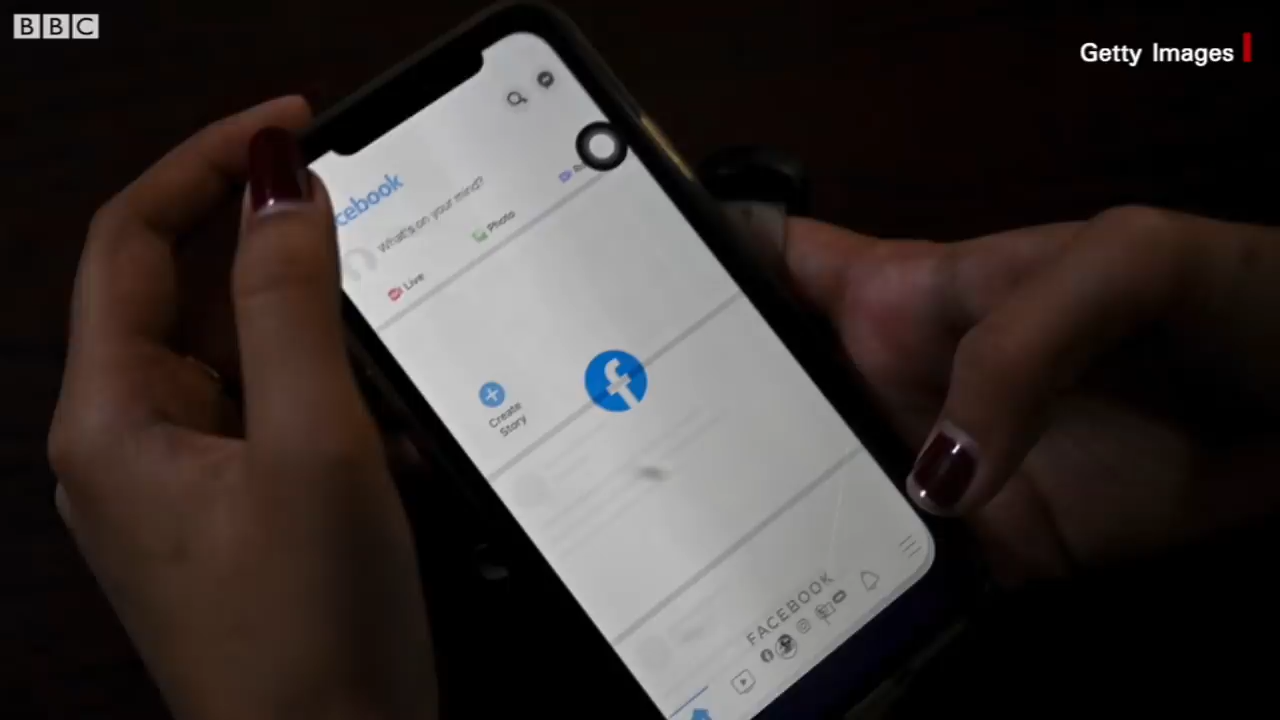 BBC
Getty Images
cebook
What's on your mind?
Live
Photo
Create
Story
FACEBOOK